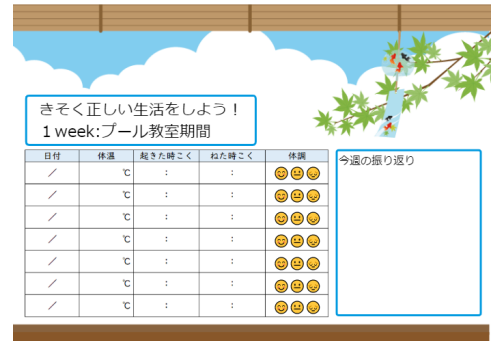 きそく正しい生活をしよう！
１week:プール教室期間
日付 体温 起きた時こく ねた時こく 体調
／ ℃ ： ：
／ ℃ ： ：
／ ℃ ： ：
／ ℃ ： ：
／ ℃ ： ：
／ ℃ ： ：
／ ℃ ： ：
今週の振り返り